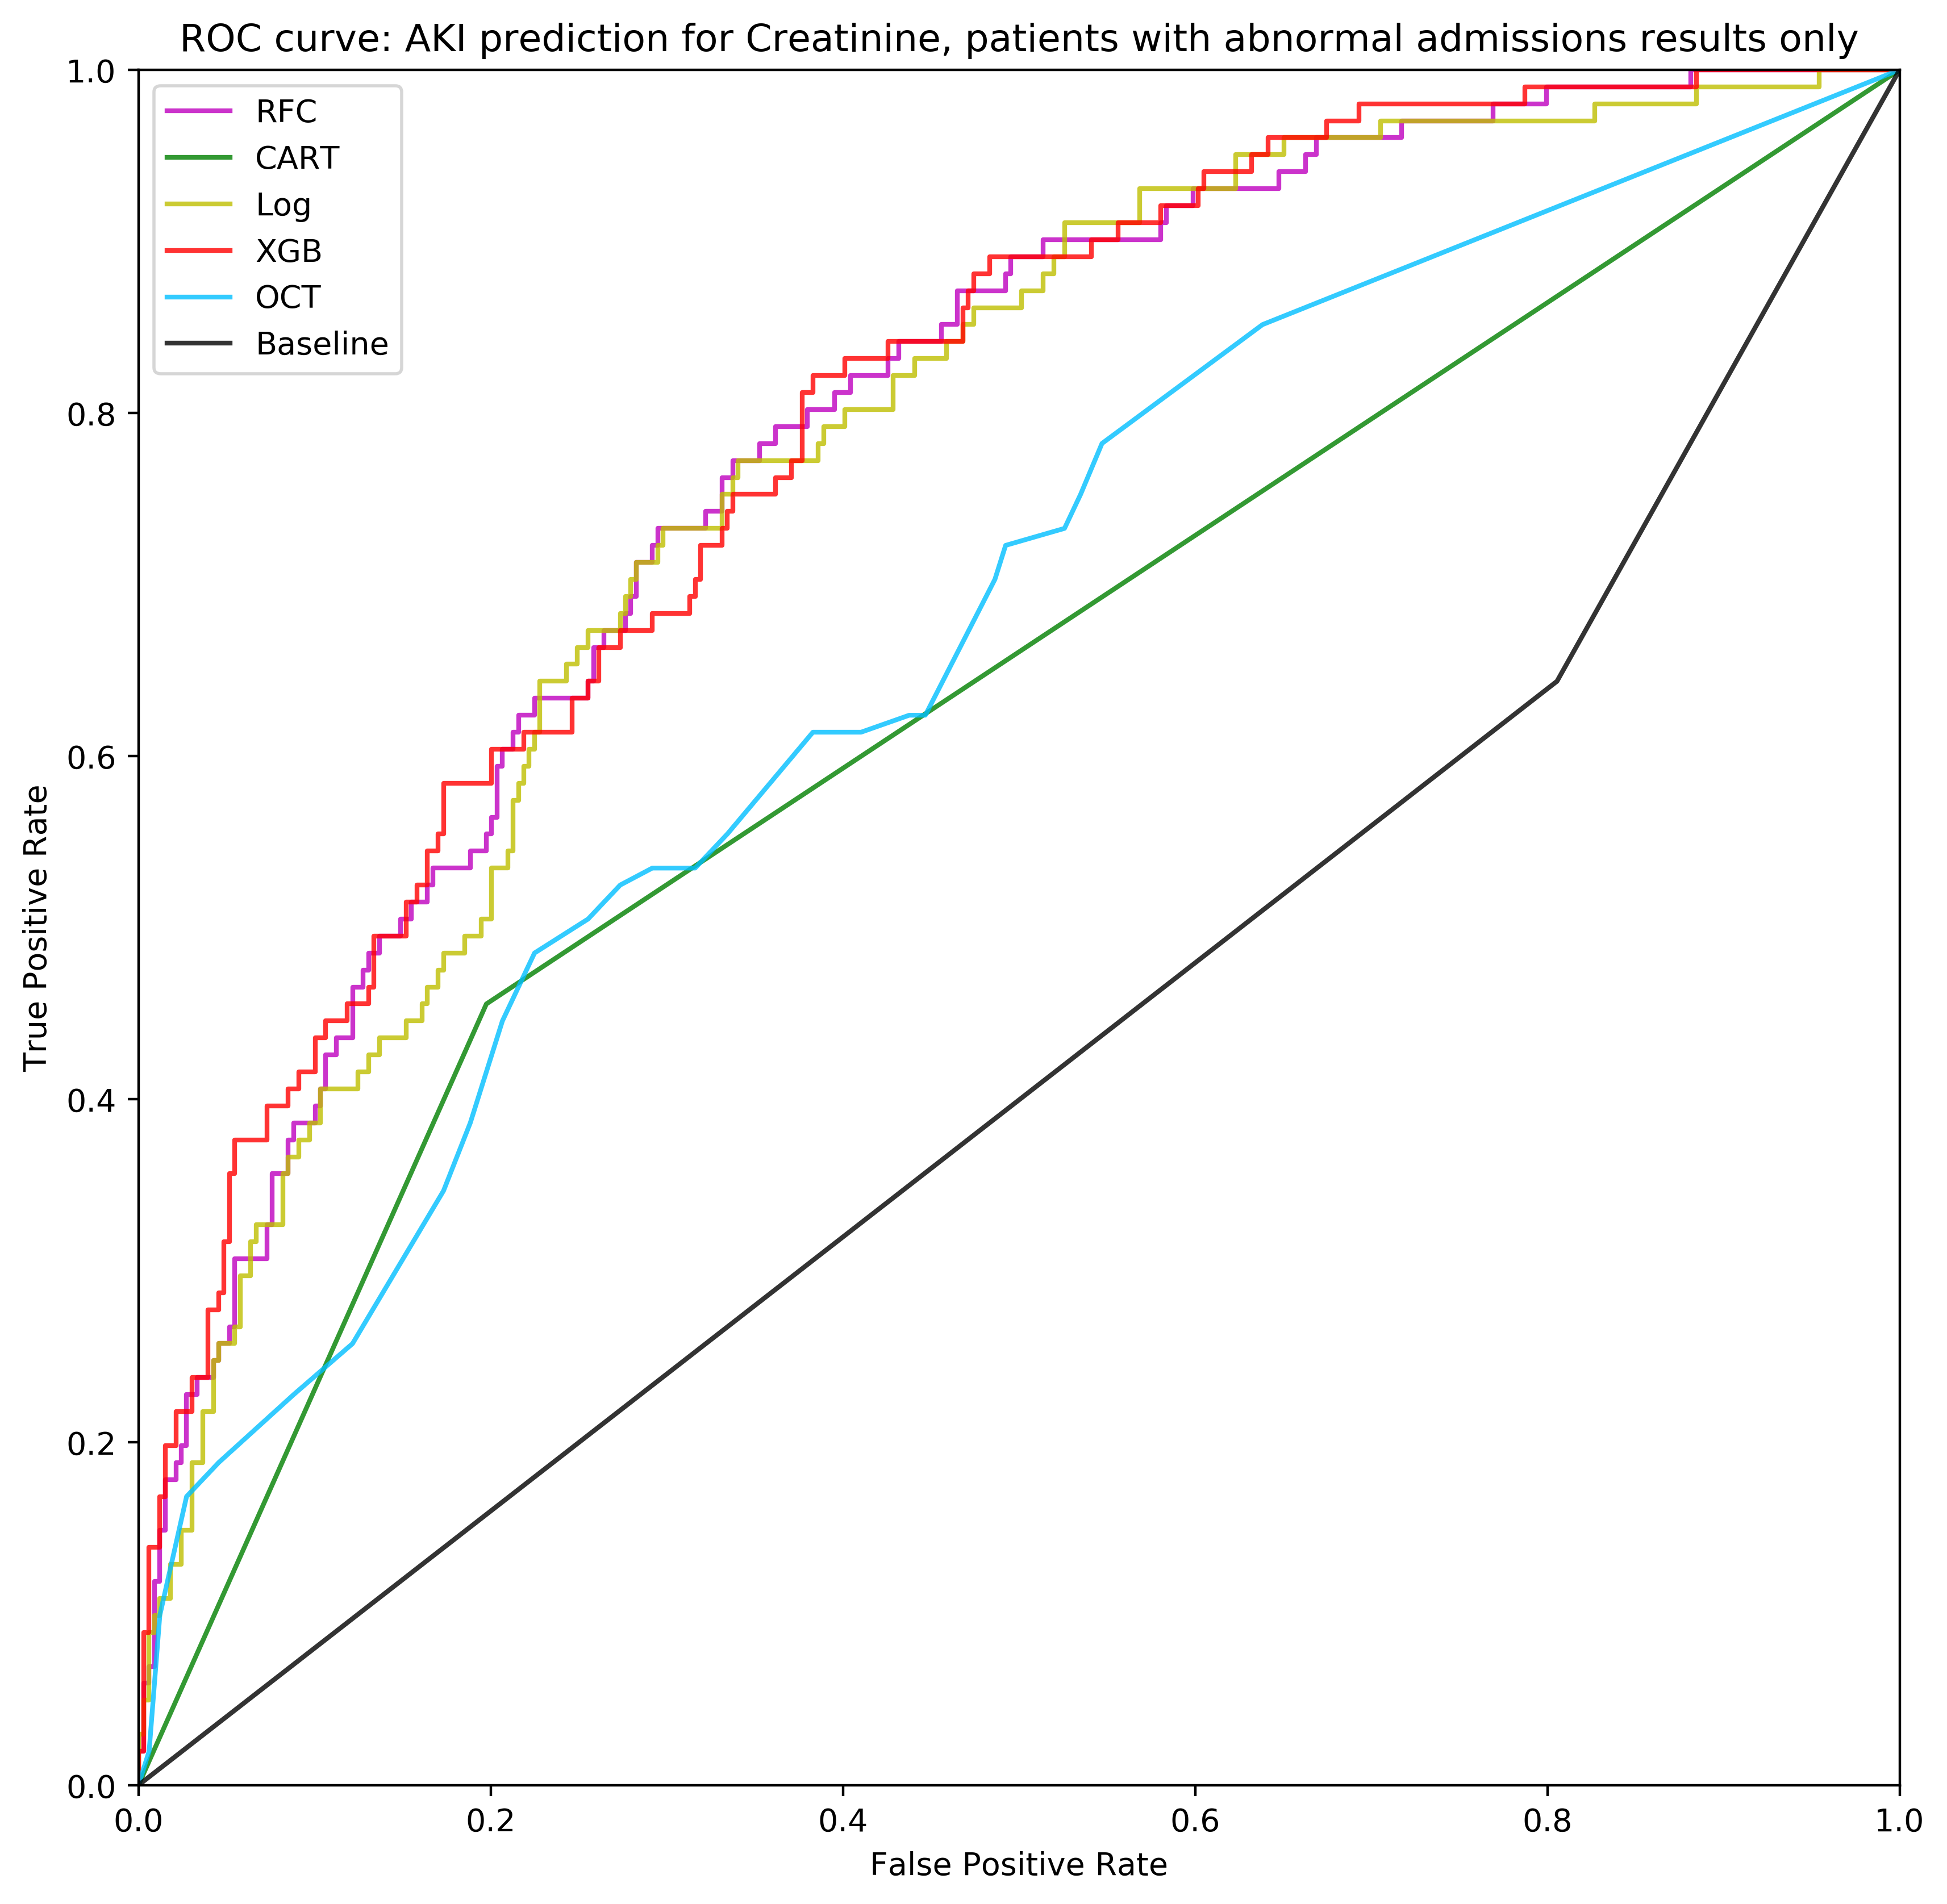 ROC curve: AKI prediction for Creatinine, patients with abnormal admissions results only
RFC
CART
Log
XGB
OCT
Baseline
True Positive Rate
1.0
0.8
0.6
0.4
0.2
0.0
0.0 0.2 0.4 0.6 0.8 1.0
False Positive Rate